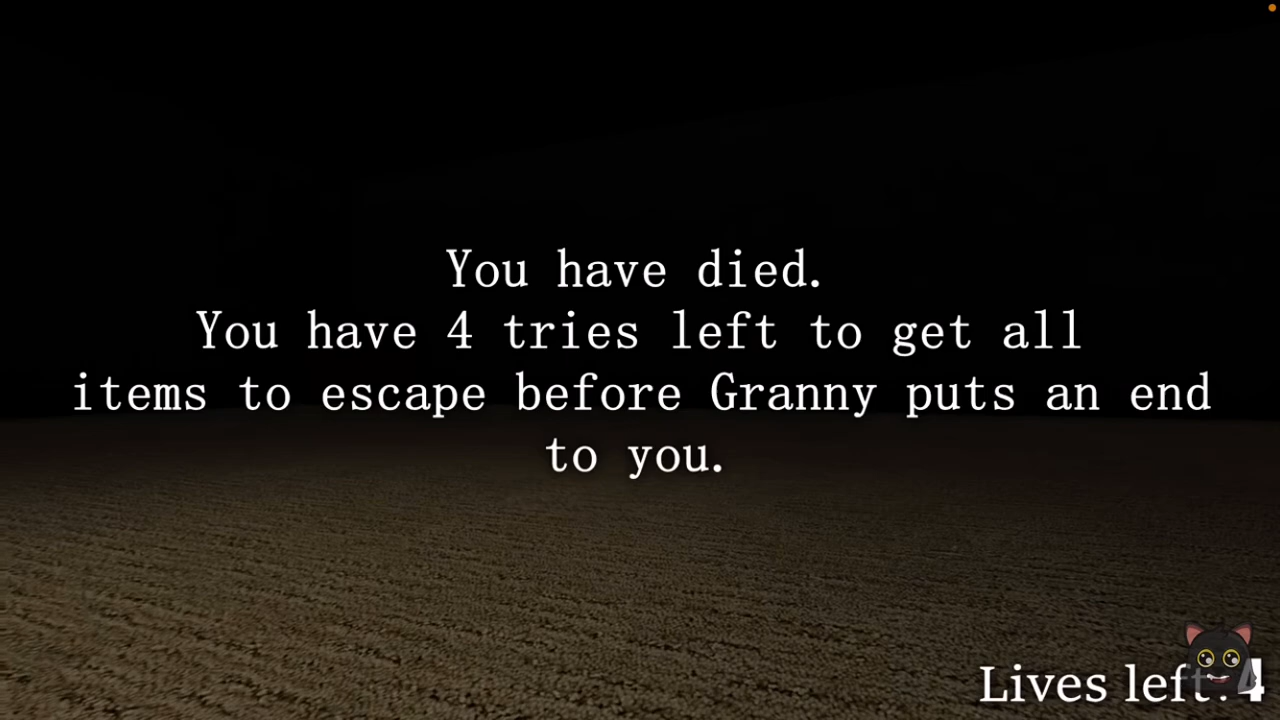 You have died.
You have 4 tries left to get all
items to escape before Granny puts an end
to you.
Lives left:4